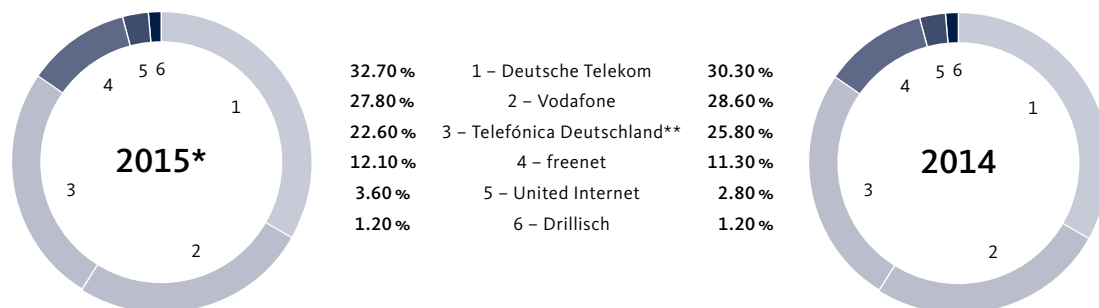 32.70 % 1 – Deutsche Telekom 30.30 %
27.80 % 2 – Vodafone 28.60 %
22.60 % 3 – Telefónica Deutschland** 25.80 %
12.10 % 4 – freenet 11.30 %
3.60 % 5 – United Internet 2.80 %
1.20 % 6 – Drillisch 1.20 %
2015*
1
2
3
4
5 6
2014
1
2
3
4
5 6